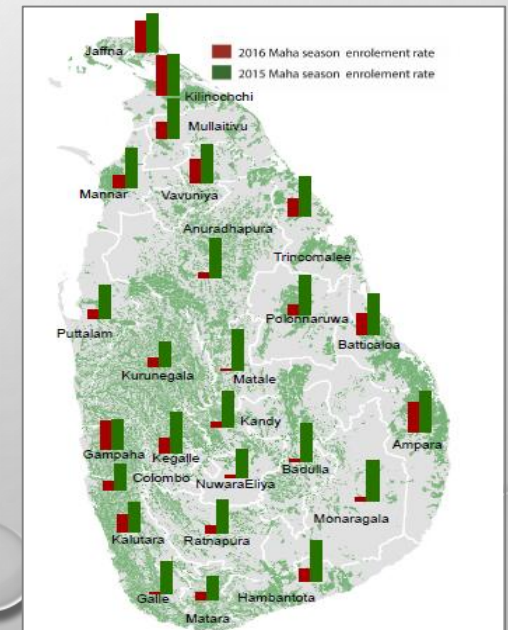 Jaffna
2016 Maha season enrolement rate
2015 Maha season enrolement rate
Kilinochchi
Mullaitivu
Mannar
Vavuniya
Anuradhapura
Trincomalee
Polonnaruwa
Puttalam
Batticaloa
Kurunegala
Matale
Kandy
Gampaha
Kegalle
Ampara
Badulla
Colombo
NuwaraEliya
Monaragala
Kalutara
Ratnapura
Galle
Hambantota
Matara